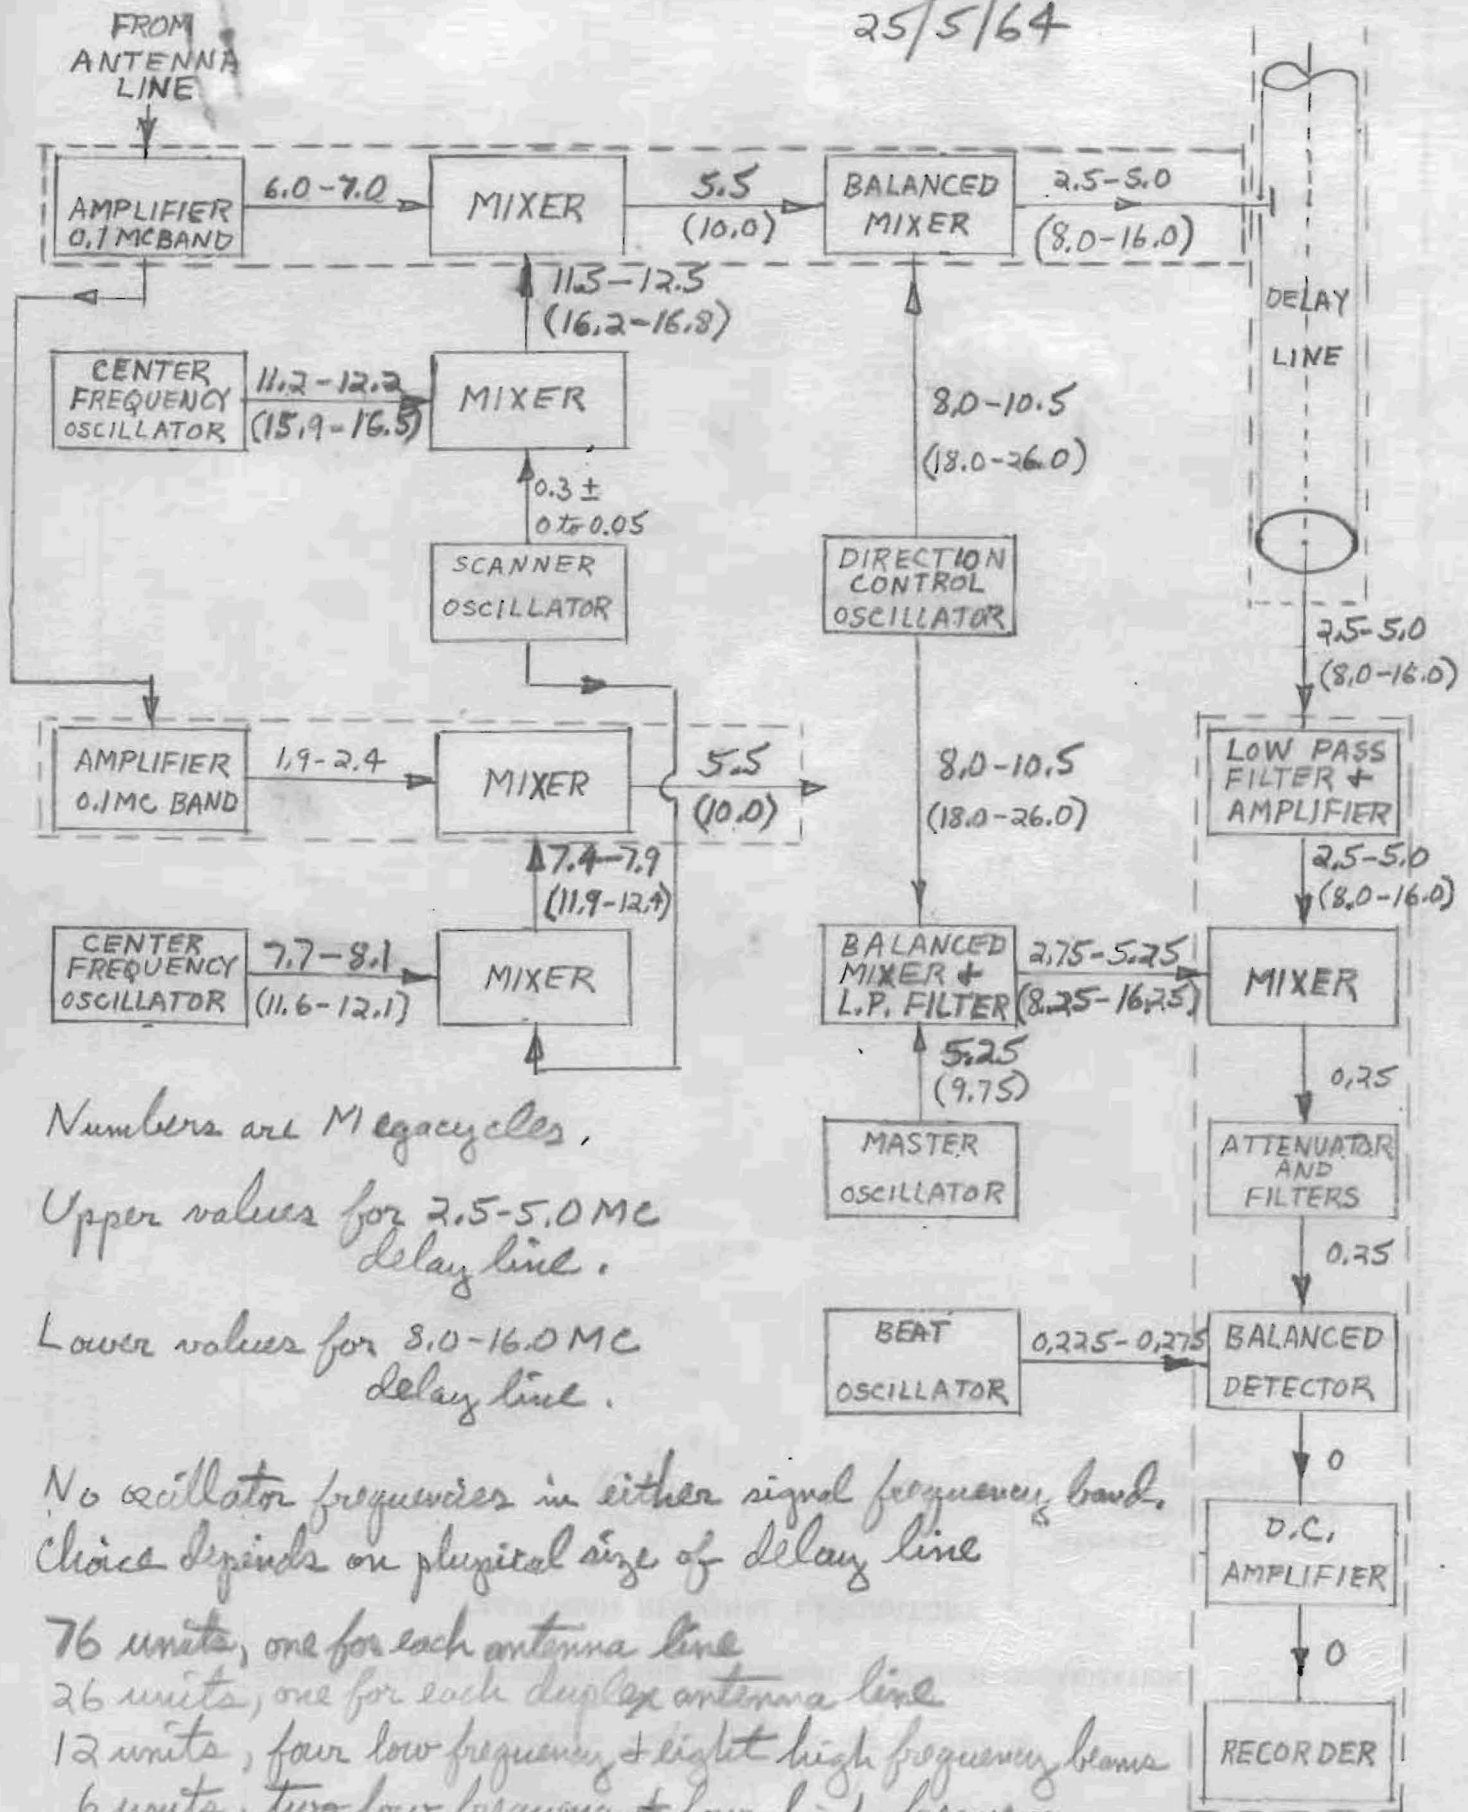 25/5/64
FROM
ANTENNA
LINE
AMPLIFIER
0.1 MC BAND
6.0-7.0
MIXER
5.5
(10.0)
BALANCED
MIXER
2.5-5.0
(8.0-16.0)
DELAY
LINE
11.5-12.5
(16.2-16.8)
CENTER
FREQUENCY
OSCILLATOR
11.2-12.2
(15.9-16.5)
MIXER
8.0-10.5
(18.0-26.0)
0.3 ±
0 to 0.05
SCANNER
OSCILLATOR
DIRECTION
CONTROL
OSCILLATOR
2.5-5.0
(8.0-16.0)
AMPLIFIER
0.1 MC BAND
1.9-2.4
MIXER
5.5
(10.0)
8.0-10.5
(18.0-26.0)
LOW PASS
FILTER +
AMPLIFIER
7.4-7.9
(11.9-12.4)
2.5-5.0
(8.0-16.0)
CENTER
FREQUENCY
OSCILLATOR
7.7-8.1
(11.6-12.1)
MIXER
BALANCED
MIXER +
L.P. FILTER
2.75-5.25
(8.25-16.25)
MIXER
5.25
(9.75)
0.25
MASTER
OSCILLATOR
ATTENUATOR
AND
FILTERS
0.25
BEAT
OSCILLATOR
0.225-0.275
BALANCED
DETECTOR
0
D.C.
AMPLIFIER
0
RECORDER
Numbers are Megacycles.
Upper values for 2.5-5.0 MC
delay line.
Lower values for 8.0-16.0 MC
delay line.
No oscillator frequencies in either signal frequency band.
Choice depends on physical size of delay line
76 units, one for each antenna line
26 units, one for each duplex antenna line
12 units, four low frequency + eight high frequency beams
6 units, two low frequency + four high